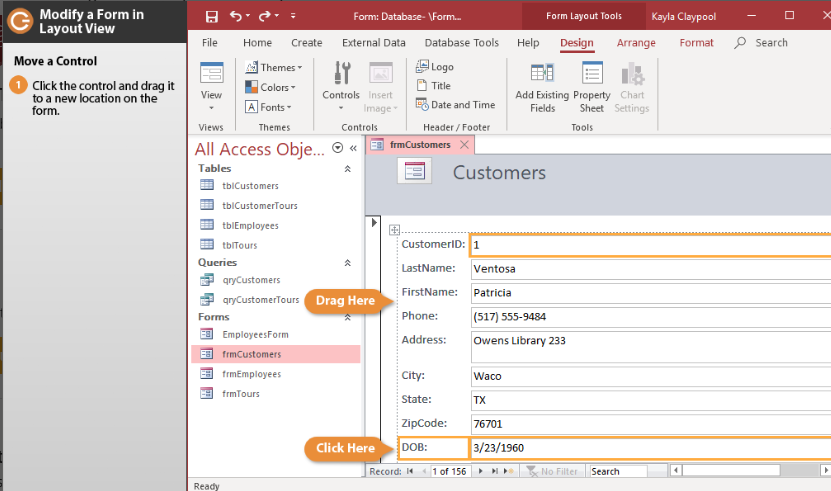 Modify a Form in
Layout View
Move a Control
1 Click the control and drag it
to a new location on the
form.
Form: Database- \Form...
Form Layout Tools
Kayla Claypool
File Home Create External Data Database Tools Help Design Arrange Format Search
View
Views
Themes
Colors
Fonts
Themes
Controls
Insert
Image
Controls
Logo
Title
Date and Time
Header / Footer
Add Existing
Fields
Property
Sheet
Chart
Settings
Tools
All Access Obje...
Tables
tblCustomers
tblCustomerTours
tblEmployees
tblTours
Queries
qryCustomers
qryCustomerTours
Forms
EmployeesForm
frmCustomers
frmEmployees
frmTours
frmCustomers
Customers
CustomerID: 1
LastName: Ventosa
FirstName: Patricia
Drag Here
Phone: (517) 555-9484
Address: Owens Library 233
City: Waco
State: TX
ZipCode: 76701
Click Here
DOB: 3/23/1960
Record: 1 of 156 No Filter Search
Ready